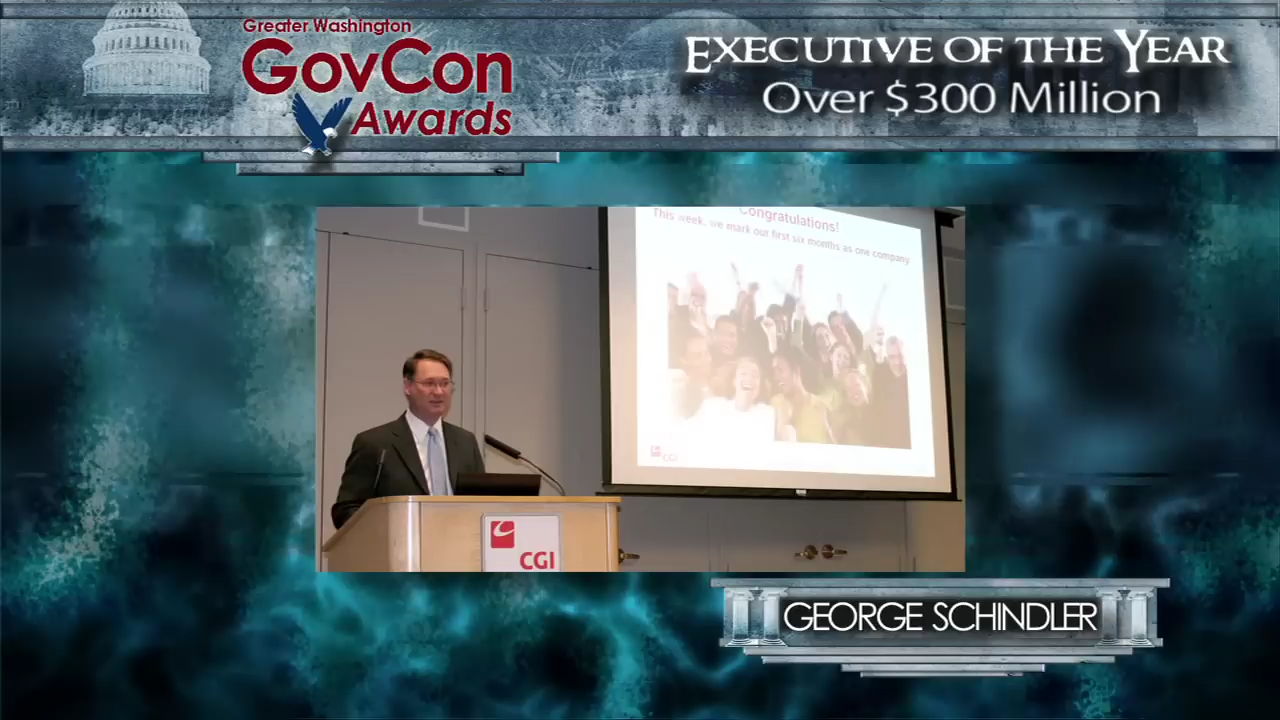 Greater Washington
GovCon
Awards
EXECUTIVE OF THE YEAR
Over $300 Million
Congratulations!
This week, we mark our first six months as one company
CGI
CGI
GEORGE SCHINDLER